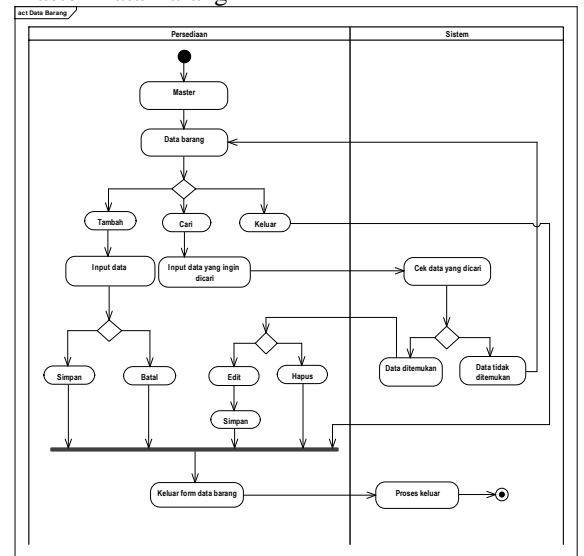 act Data Barang
Persediaan
Sistem
Master
Data barang
Tambah
Cari
Keluar
Input data
Input data yang ingin
dicari
Cek data yang dicari
Simpan
Batal
Edit
Hapus
Data ditemukan
Data tidak
ditemukan
Simpan
Keluar form data barang
Proses keluar